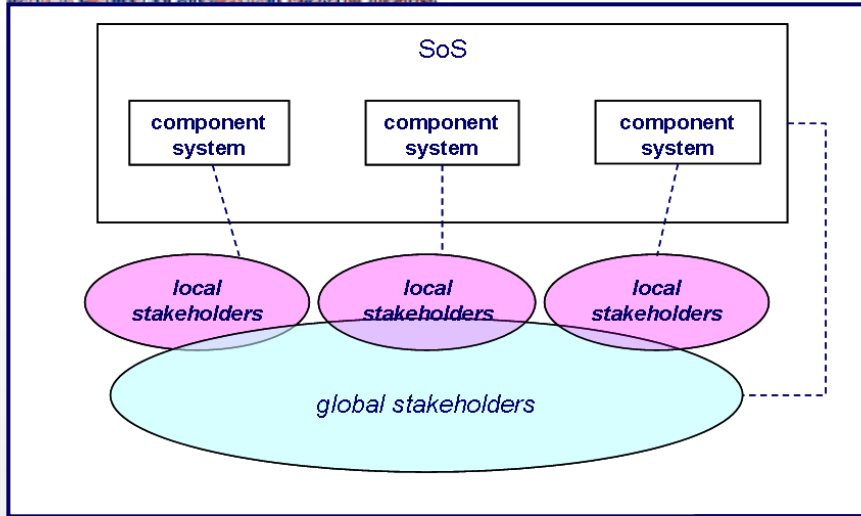 SoS
component
system
component
system
component
system
local
stakeholders
local
stakeholders
local
stakeholders
global stakeholders